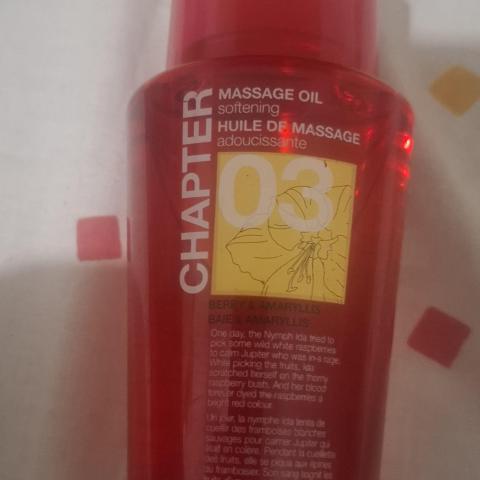 CHAPTER
MASSAGE OIL
softening
HUILE DE MASSAGE
adoucissante
03
BERRY & AMARYLLIS
BAIE & AMARYLLIS
One day, the Nymph Ida tried to
pick some wild white raspberries
to calm Jupiter who was in a rage.
While picking the fruits, Ida
scratched herself on the thorny
raspberry bush. And her blood
forever dyed the raspberries a
bright red colour.
Un jour, la nymphe Ida tenta de
cueillir des framboises blanches
sauvages pour calmer Jupiter qui
était en colère. Pendant la cueillette
des fruits, elle se piqua aux épines
du framboisier. Son sang teignit les